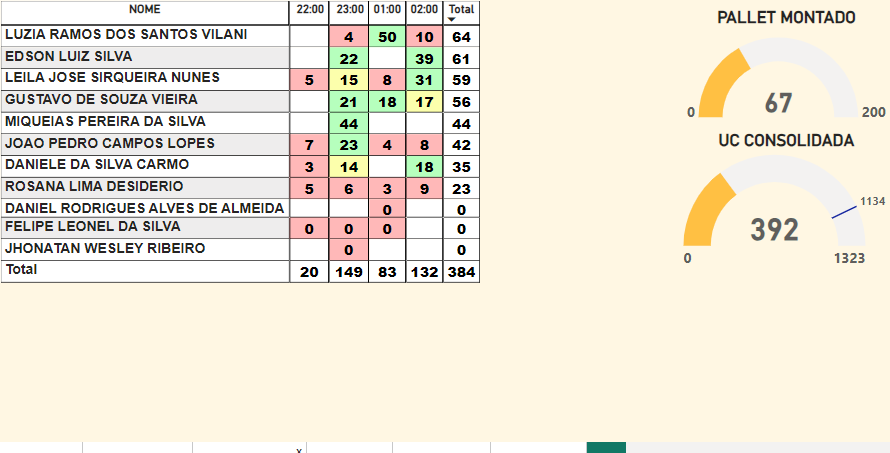 NOME 22:00 23:00 01:00 02:00 Total
LUZIA RAMOS DOS SANTOS VILANI 4 50 10 64
EDSON LUIZ SILVA 22 39 61
LEILA JOSE SIRQUEIRA NUNES 5 15 8 31 59
GUSTAVO DE SOUZA VIEIRA 21 18 17 56
MIQUEIAS PEREIRA DA SILVA 44 44
JOAO PEDRO CAMPOS LOPES 7 23 4 8 42
DANIELE DA SILVA CARMO 3 14 18 35
ROSANA LIMA DESIDERIO 5 6 3 9 23
DANIEL RODRIGUES ALVES DE ALMEIDA 0 0
FELIPE LEONEL DA SILVA 0 0 0 0
JHONATAN WESLEY RIBEIRO 0 0
Total 20 149 83 132 384
PALLET MONTADO
67
0 200
UC CONSOLIDADA
1134
392
0 1323
x